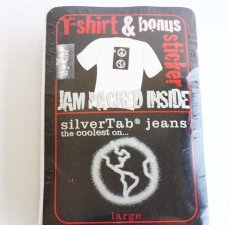 T-shirt & bonus
sticker
JAM PACKED INSIDE
silverTab® jeans
the coolest on...
large